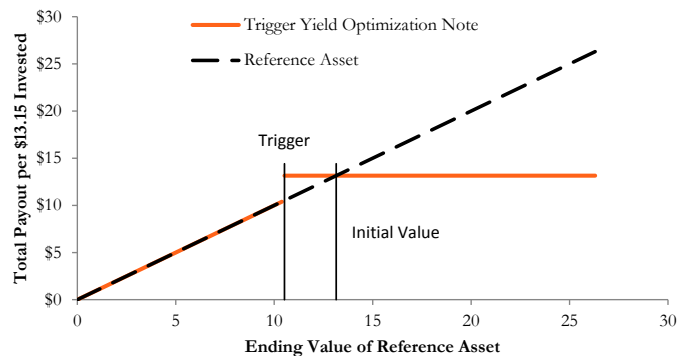 Total Payout per $13.15 Invested
$30
$25
$20
$15
$10
$5
$0
Trigger Yield Optimization Note
Reference Asset
Trigger
Initial Value
0
5
10
15
20
25
30
Ending Value of Reference Asset